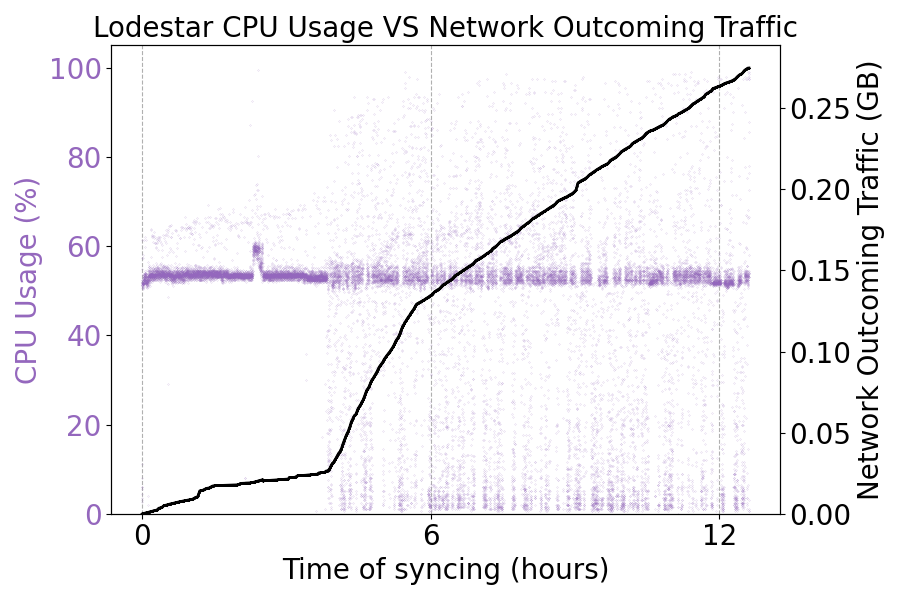 Lodestar CPU Usage VS Network Outcoming Traffic
CPU Usage (%)
100
80
60
40
20
0
0.25
0.20
0.15
0.10
0.05
0.00
Network Outcoming Traffic (GB)
0 6 12
Time of syncing (hours)